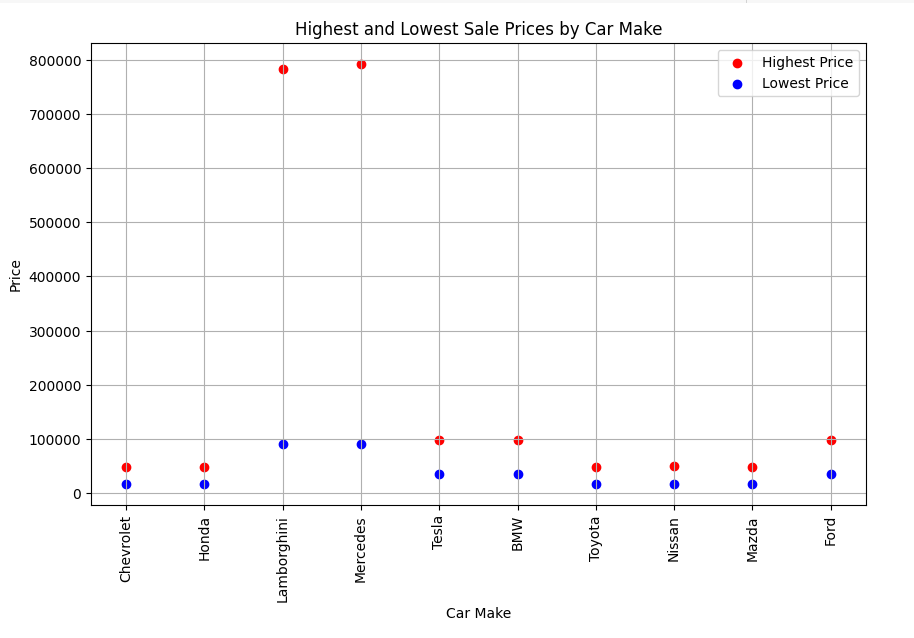 Highest and Lowest Sale Prices by Car Make
Highest Price
Lowest Price
800000
700000
600000
500000
400000
300000
200000
100000
0
Price
Chevrolet
Honda
Lamborghini
Mercedes
Tesla
BMW
Toyota
Nissan
Mazda
Ford
Car Make